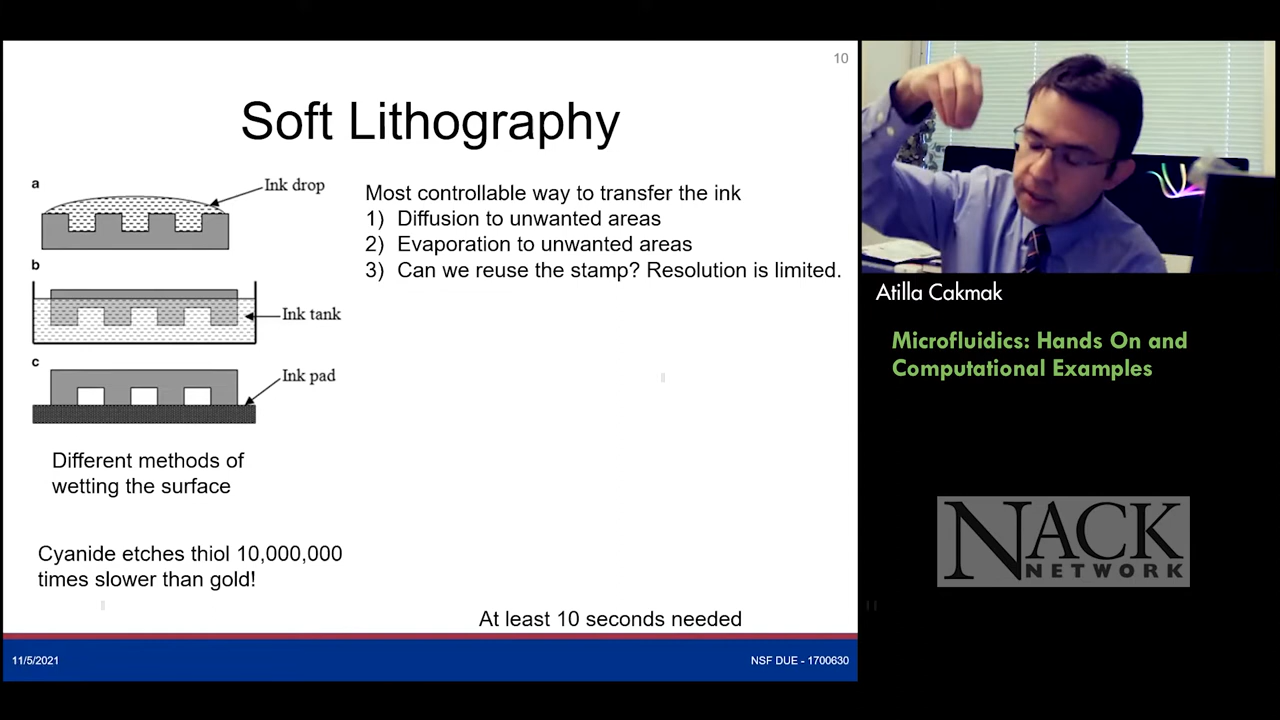 10
Soft Lithography
a
Ink drop
b
Ink tank
c
Ink pad
Different methods of
wetting the surface
Cyanide etches thiol 10,000,000
times slower than gold!
Most controllable way to transfer the ink
1) Diffusion to unwanted areas
2) Evaporation to unwanted areas
3) Can we reuse the stamp? Resolution is limited.
At least 10 seconds needed
11/5/2021
NSF DUE - 1700630
Atilla Cakmak
Microfluidics: Hands On and
Computational Examples
NACK
NETWORK